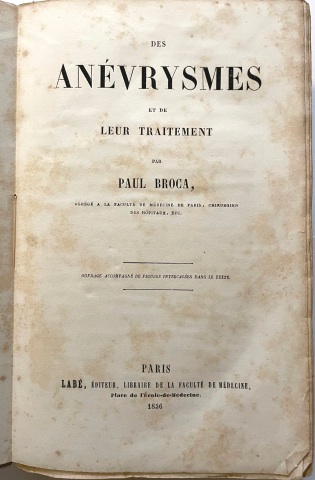 DES
ANÉVRYSMES
ET DE
LEUR TRAITEMENT
PAR
PAUL BROCA,
AGRÉGÉ A LA FACULTÉ DE MÉDECINE DE PARIS, CHIRURGIEN
DES HÔPITAUX, ETC.
OUVRAGE ACCOMPAGNÉ DE FIGURES INTERCALÉES DANS LE TEXTE.
PARIS
LABÉ, ÉDITEUR, LIBRAIRE DE LA FACULTÉ DE MÉDECINE,
Place de l'École-de-Médecine.
1856